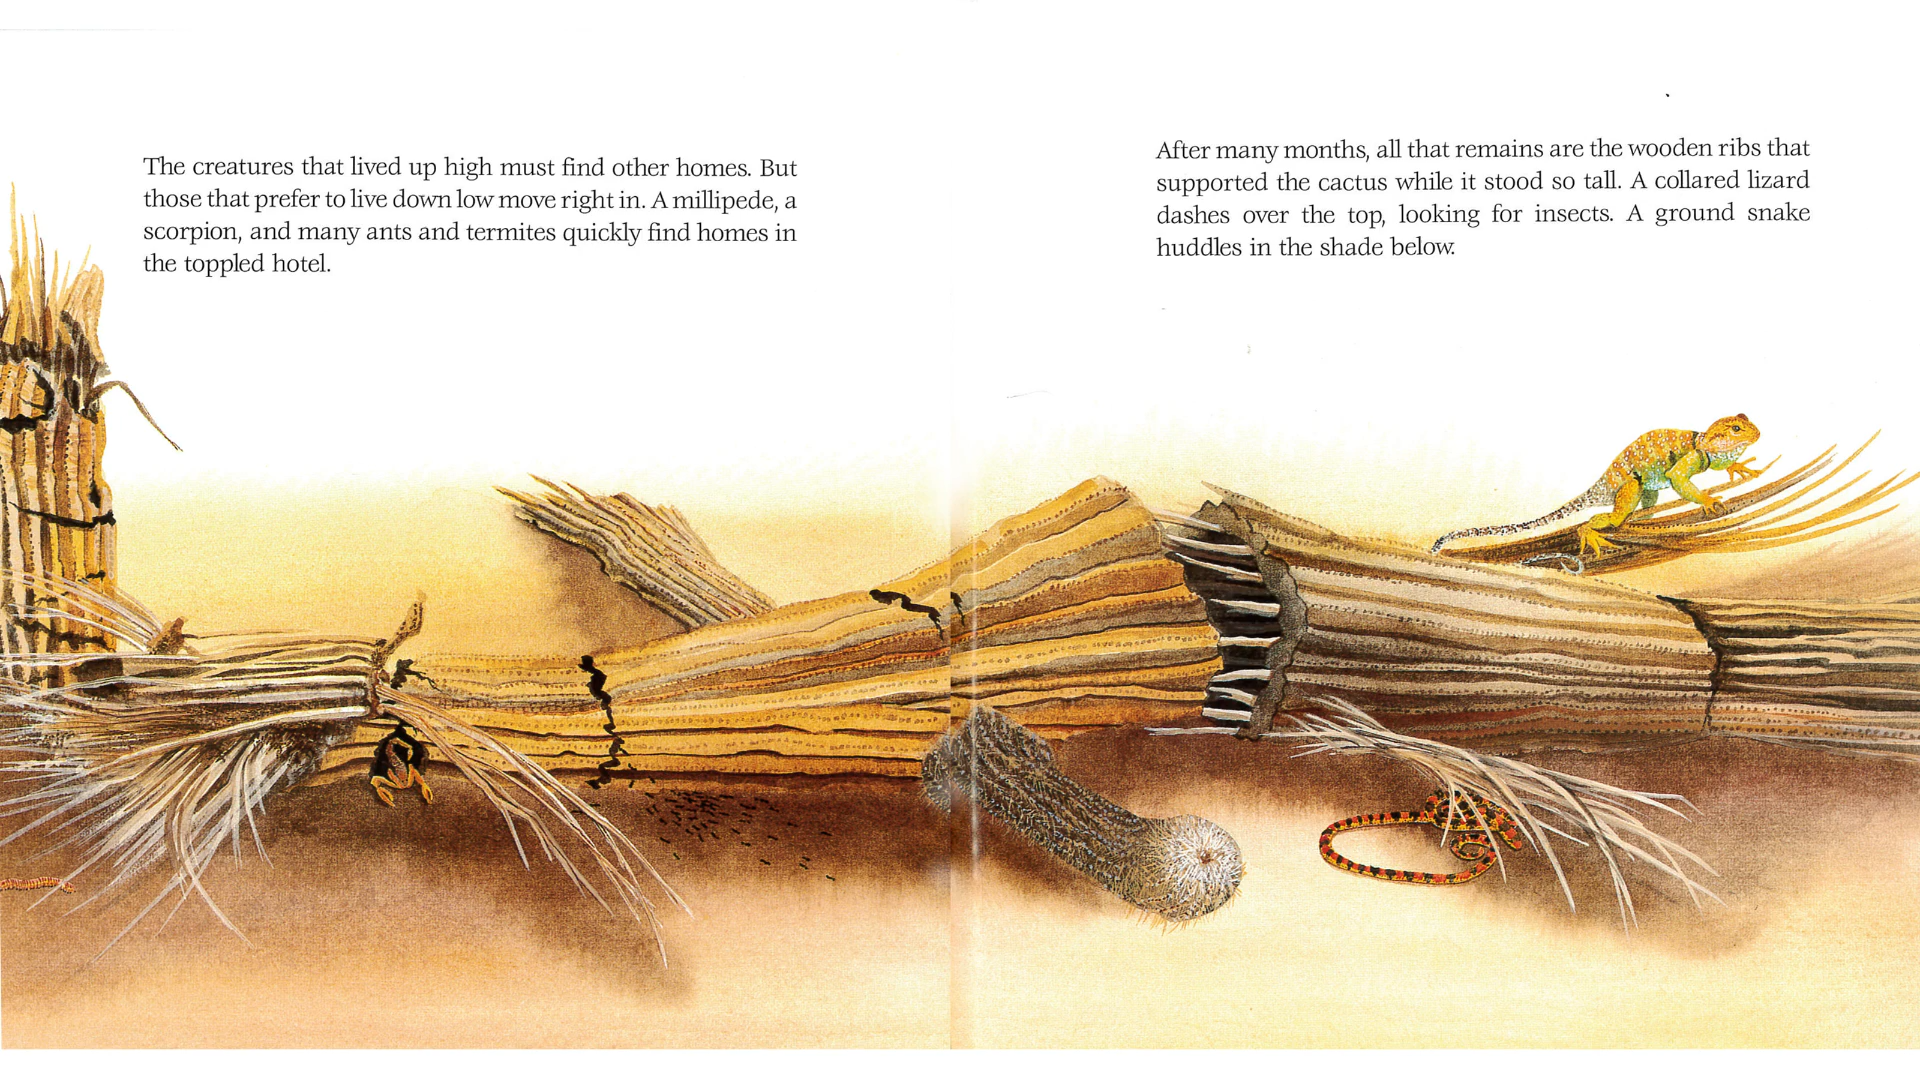 The creatures that lived up high must find other homes. But
those that prefer to live down low move right in. A millipede, a
scorpion, and many ants and termites quickly find homes in
the toppled hotel.
After many months, all that remains are the wooden ribs that
supported the cactus while it stood so tall. A collared lizard
dashes over the top, looking for insects. A ground snake
huddles in the shade below.